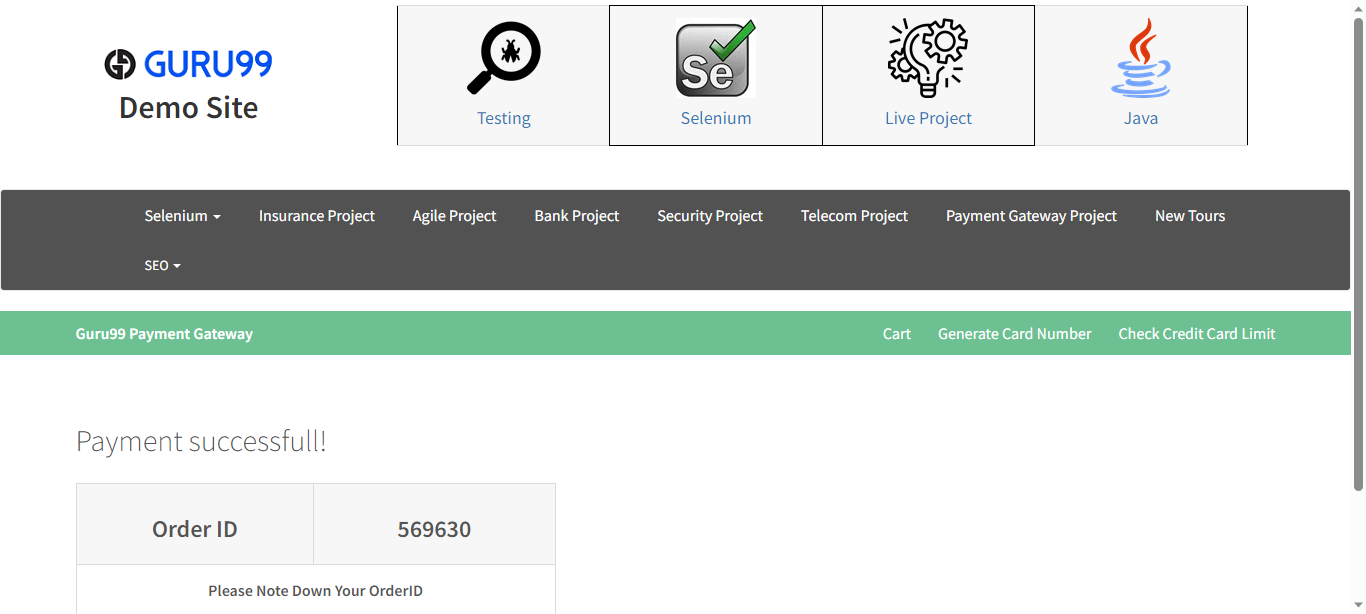 GURU99
Demo Site
Se
Testing
Selenium
Live Project
Java
Selenium
Insurance Project
Agile Project
Bank Project
Security Project
Telecom Project
Payment Gateway Project
New Tours
SEO
Guru99 Payment Gateway
Cart
Generate Card Number
Check Credit Card Limit
Payment successfull!
Order ID
569630
Please Note Down Your OrderID